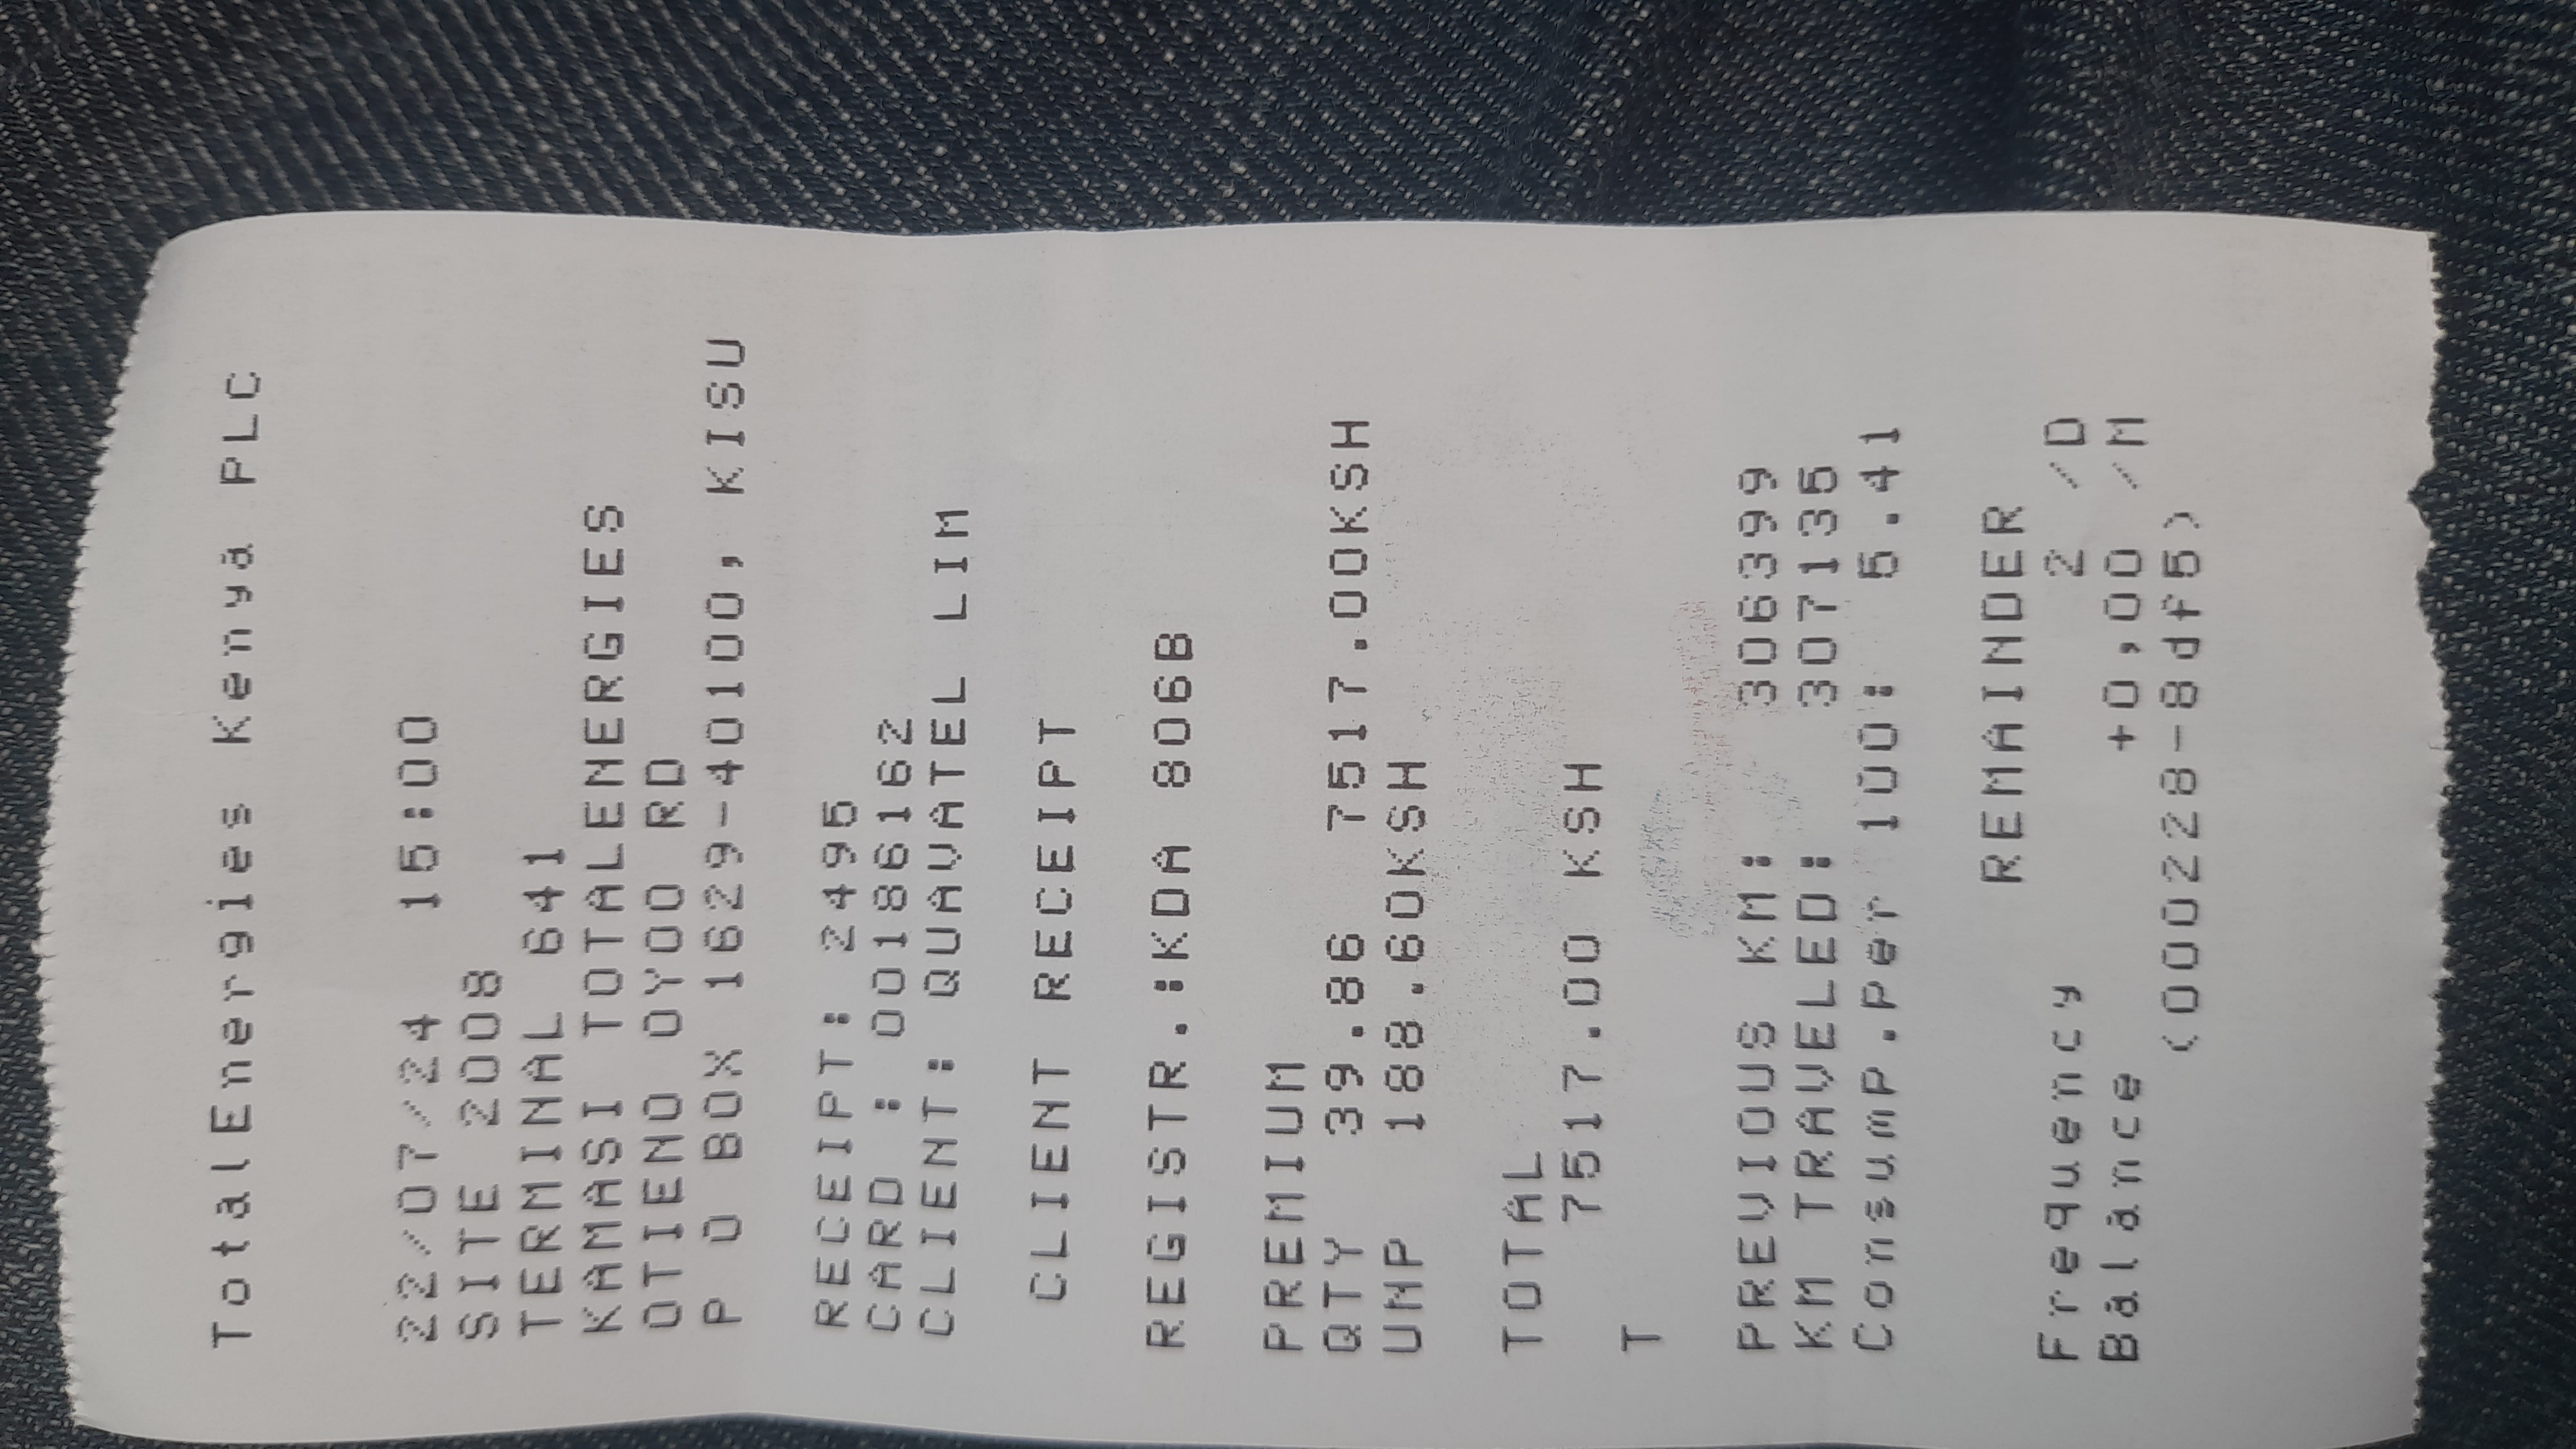 TotalEnergies Kenya PLC
22/07/24 15:00
SITE 2008
TERMINAL 641
KAMASI TOTALENERGIES
OTIENO OYOO RD
P O BOX 1629-40100, KISU
RECEIPT: 2495
CARD : 00186162
CLIENT: QUAVATEL LIM
CLIENT RECEIPT
REGISTR.:KDA 806B
PREMIUM
QTY 39.86 7517.00KSH
UNP 188.60KSH
TOTAL
7517.00 KSH
T
PREVIOUS KM: 306399
KM TRAVELED: 307135
Consump.Per 100: 5.41
REMAINDER
Frequency 2 /D
Balance +0,00 /M
<000228-8df5>